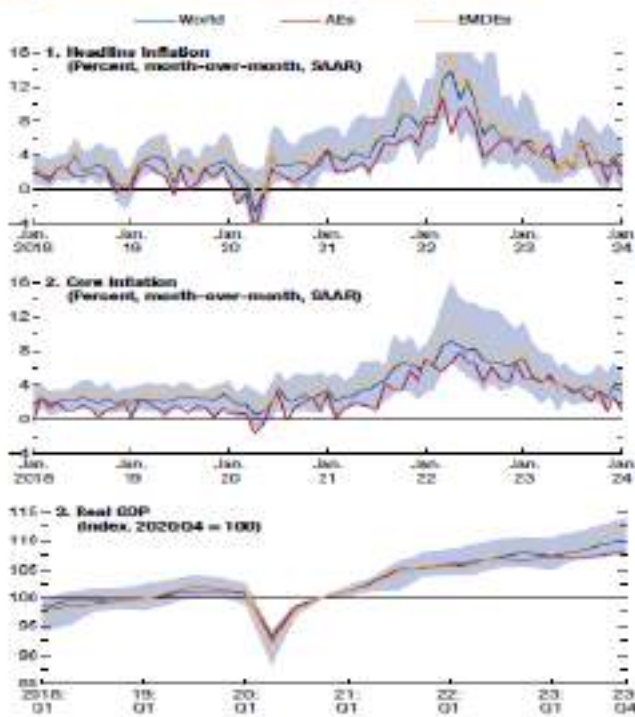 World AEs EMDEs
1. Headline Inflation
(Percent, month-over-month, SAAR)
16
12
8
4
0
-4
Jan. 2018 Jan. 19 Jan. 20 Jan. 21 Jan. 22 Jan. 23 Jan. 24
2. Core Inflation
(Percent, month-over-month, SAAR)
16
12
8
4
0
-4
Jan. 2018 Jan. 19 Jan. 20 Jan. 21 Jan. 22 Jan. 23 Jan. 24
3. Real GDP
(Index, 2020:Q4 = 100)
115
110
105
100
95
90
85
2018: Q1 19: Q1 20: Q1 21: Q1 22: Q1 23: Q1 23: Q4